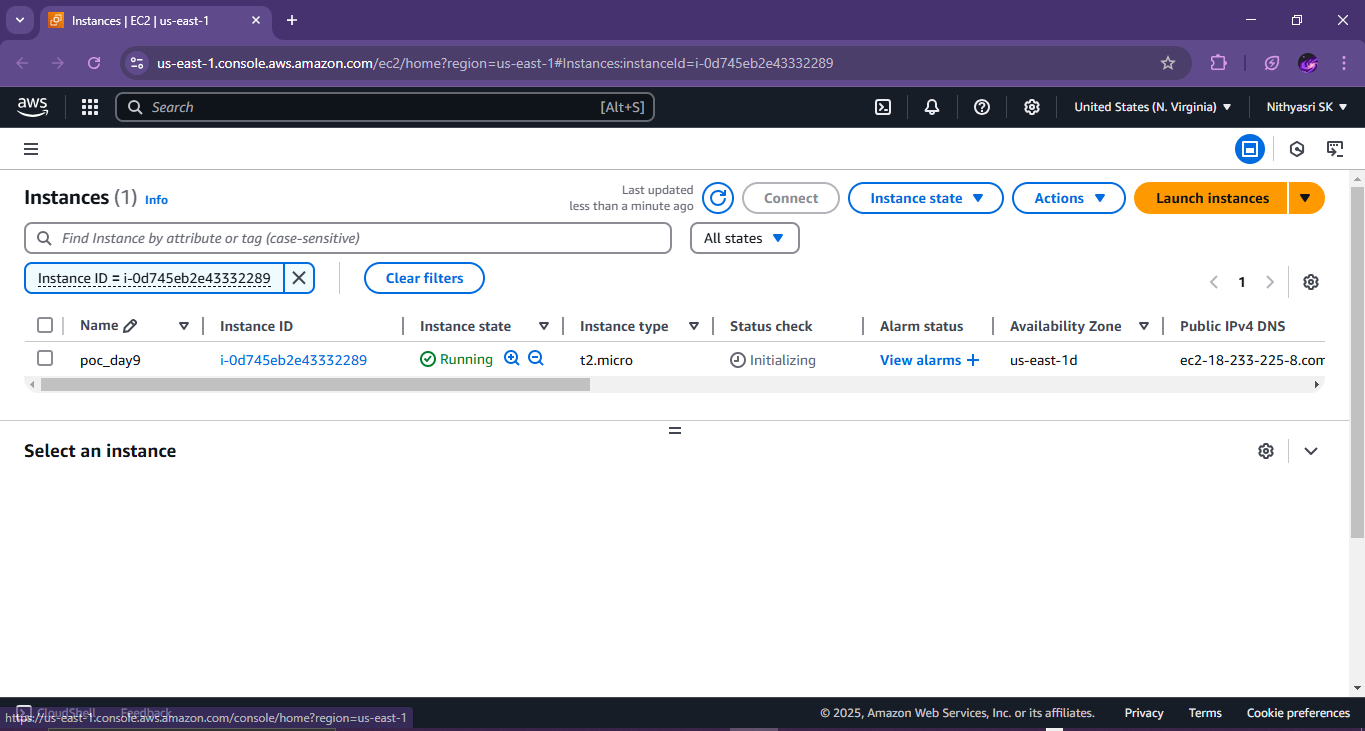 Instances | EC2 | us-east-1
us-east-1.console.aws.amazon.com/ec2/home?region=us-east-1#Instances:instanceId=i-0d745eb2e43332289
aws Search [Alt+S] United States (N. Virginia) Nithyasri SK
Instances (1) Info Last updated less than a minute ago Connect Instance state Actions Launch instances
Find Instance by attribute or tag (case-sensitive) All states
Instance ID = i-0d745eb2e43332289 Clear filters 1
Name Instance ID Instance state Instance type Status check Alarm status Availability Zone Public IPv4 DNS
poc_day9 i-0d745eb2e43332289 Running t2.micro Initializing View alarms + us-east-1d ec2-18-233-225-8.com
Select an instance
CloudShell Feedback © 2025, Amazon Web Services, Inc. or its affiliates. Privacy Terms Cookie preferences
https://us-east-1.console.aws.amazon.com/console/home?region=us-east-1